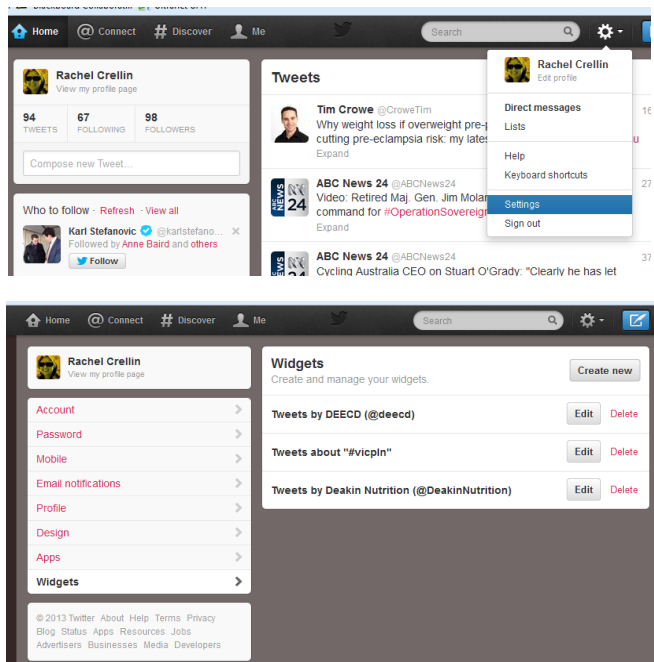 Home @ Connect # Discover Me Search
Rachel Crellin
View my profile page
94 67 98
TWEETS FOLLOWING FOLLOWERS
Compose new Tweet...
Who to follow · Refresh · View all
Karl Stefanovic @karlstefano...
Followed by Anne Baird and others
Follow
Tweets
Tim Crowe @CroweTim
Why weight loss if overweight pre-
cutting pre-eclampsia risk: my lates
Expand
ABC News 24 @ABCNews24
Video: Retired Maj. Gen. Jim Molan
command for #OperationSovereign
Expand
ABC News 24 @ABCNews24
Cycling Australia CEO on Stuart O'Grady: "Clearly he has let
ABC
NEWS
24
Rachel Crellin
Edit profile
Direct messages
Lists
Help
Keyboard shortcuts
Settings
Sign out
Home @ Connect # Discover Me Search
Rachel Crellin
View my profile page
Account
Password
Mobile
Email notifications
Profile
Design
Apps
Widgets
© 2013 Twitter About Help Terms Privacy
Blog Status Apps Resources Jobs
Advertisers Businesses Media Developers
Widgets
Create and manage your widgets.
Create new
Tweets by DEECD (@deecd) Edit Delete
Tweets about "#vicpln" Edit Delete
Tweets by Deakin Nutrition (@DeakinNutrition) Edit Delete